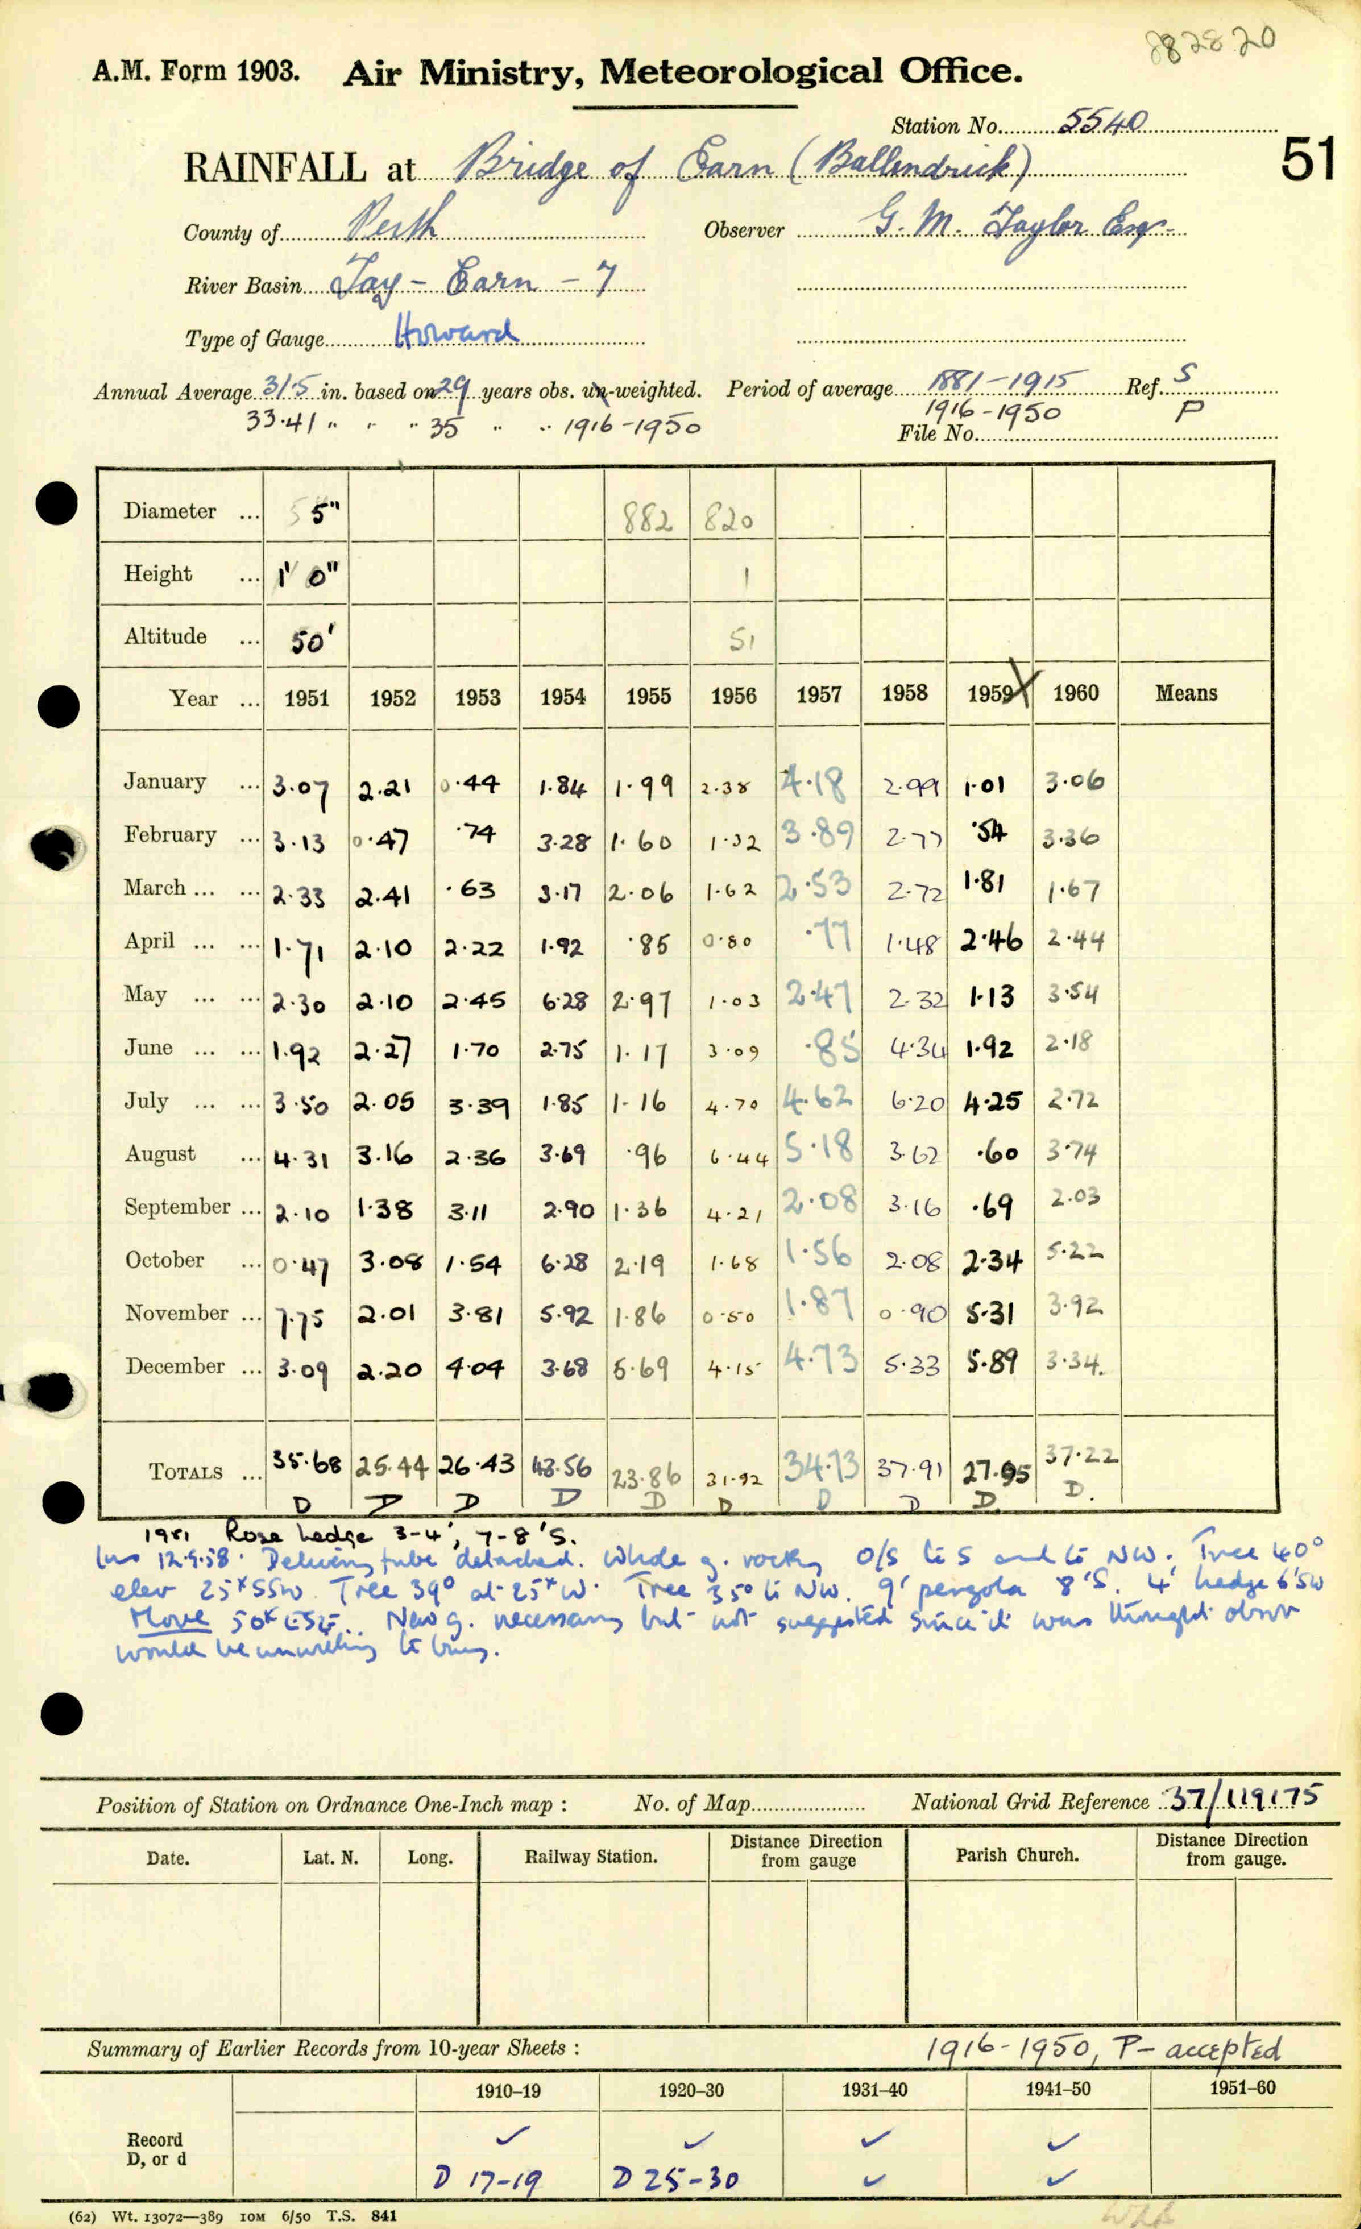 882820
A.M. Form 1903. Air Ministry, Meteorological Office.
Station No. 5540
51
RAINFALL at Bridge of Earn (Ballendrick)
County of Perth Observer G. M. Taylor Esq.
River Basin Tay - Earn - 7
Type of Gauge Howard
Annual Average 31.5 in. based on 29 years obs. un-weighted. Period of average 1881-1915 Ref. S
33.41 " " " 35 " " 1916-1950 1916-1950 P
File No.
Diameter ... 5" 882 820
Height ... 1' 0" 1
Altitude ... 50' 51
Year ... 1951 1952 1953 1954 1955 1956 1957 1958 1959 X 1960 Means
January ... 3.07 2.21 0.44 1.84 1.99 2.38 4.18 2.99 1.01 3.06
February ... 3.13 0.47 .74 3.28 1.60 1.32 3.89 2.77 .54 3.36
March ... ... 2.33 2.41 .63 3.17 2.06 1.62 2.53 2.72 1.81 1.67
April ... ... 1.71 2.10 2.22 1.92 .85 0.80 .77 1.48 2.46 2.44
May ... ... 2.30 2.10 2.45 6.28 2.97 1.03 2.47 2.32 1.13 3.54
June ... ... 1.92 2.27 1.70 2.75 1.17 3.09 .85 4.34 1.92 2.18
July ... ... 3.50 2.05 3.39 1.85 1.16 4.70 4.62 6.20 4.25 2.72
August ... 4.31 3.16 2.36 3.69 .96 6.44 5.18 3.62 .60 3.74
September ... 2.10 1.38 3.11 2.90 1.36 4.21 2.08 3.16 .69 2.03
October ... 0.47 3.08 1.54 6.28 2.19 1.68 1.56 2.08 2.34 5.22
November ... 7.75 2.01 3.81 5.92 1.86 0.50 1.87 0.90 5.31 3.92
December ... 3.09 2.20 4.04 3.68 5.69 4.15 4.73 5.33 5.89 3.34.
TOTALS ... 35.68 25.44 26.43 43.56 23.86 31.92 34.73 37.91 27.95 37.22
D D D D D D D D D D.
1951 Rose hedge 3-4', 7-8'S.
Ins 12.9.58. Delivery tube detached. Whole g. rocky O/S to S and to NW. Tree 40°
elev 25x SSW. Tree 39° at 25x W. Tree 35° to NW. 9' pergola 8'S. 4' hedge 6'SW
Move 50x ESE. New g. necessary but not suggested since it was thought obsvr
would be unwilling to buy.
Position of Station on Ordnance One-Inch map : No. of Map National Grid Reference 37/119175
Date. Lat. N. Long. Railway Station. Distance Direction from gauge Parish Church. Distance Direction from gauge.
Summary of Earlier Records from 10-year Sheets : 1916-1950, P- accepted
1910–19 1920–30 1931–40 1941–50 1951–60
Record ✓ ✓ ✓ ✓
D, or d D 17-19 D 25-30 ✓ ✓
(62) Wt. 13072—389 10M 6/50 T.S. 841